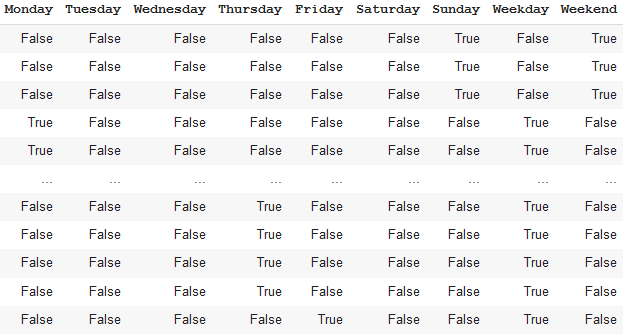 Monday Tuesday Wednesday Thursday Friday Saturday Sunday Weekday Weekend
False False False False False False True False True
False False False False False False True False True
False False False False False False True False True
True False False False False False False True False
True False False False False False False True False
... ... ... ... ... ... ... ... ...
False False False True False False False True False
False False False True False False False True False
False False False True False False False True False
False False False True False False False True False
False False False False True False False True False